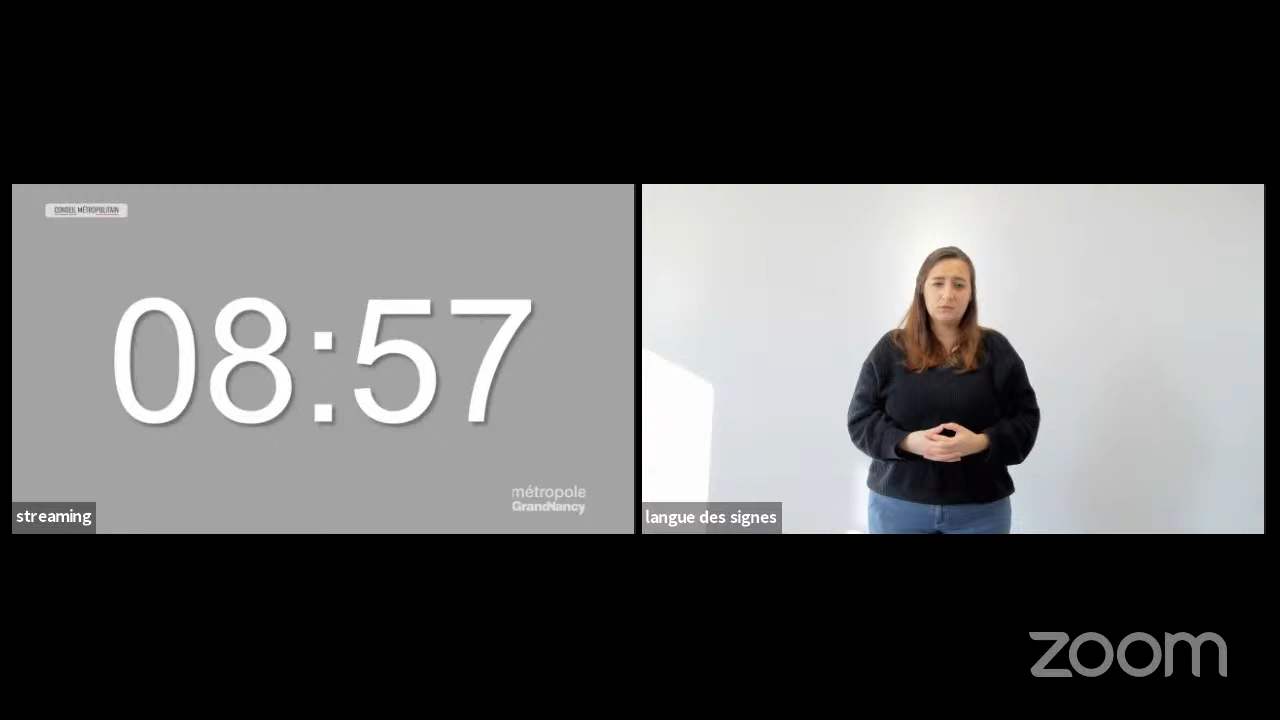 CONSEIL MÉTROPOLITAIN
08:57
métropole
GrandNancy
streaming
langue des signes
zoom